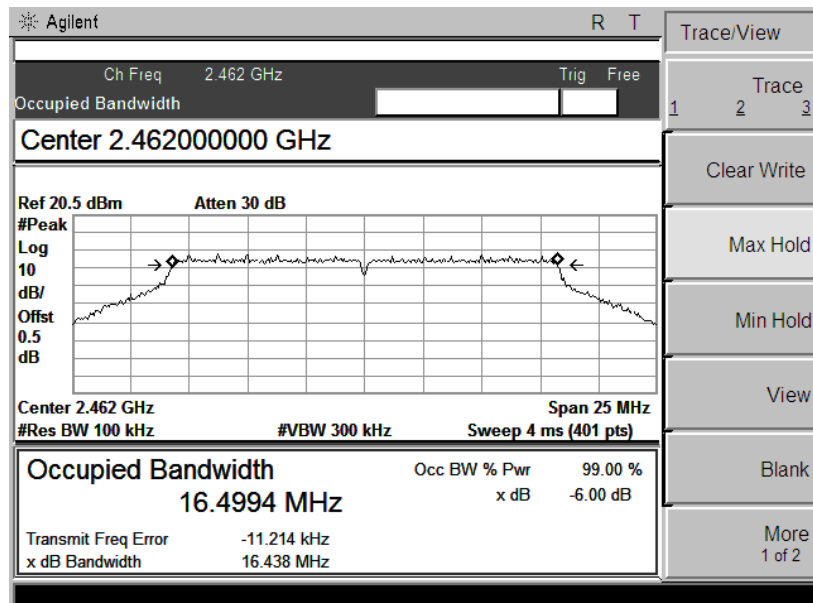 Agilent R T
Trace/View
Ch Freq 2.462 GHz Trig Free
Occupied Bandwidth
Center 2.462000000 GHz
Ref 20.5 dBm Atten 30 dB
#Peak
Log
10
dB/
Offst
0.5
dB
Center 2.462 GHz Span 25 MHz
#Res BW 100 kHz #VBW 300 kHz Sweep 4 ms (401 pts)
Occupied Bandwidth Occ BW % Pwr 99.00 %
16.4994 MHz x dB -6.00 dB
Transmit Freq Error -11.214 kHz
x dB Bandwidth 16.438 MHz
Trace
1 2 3
Clear Write
Max Hold
Min Hold
View
Blank
More
1 of 2